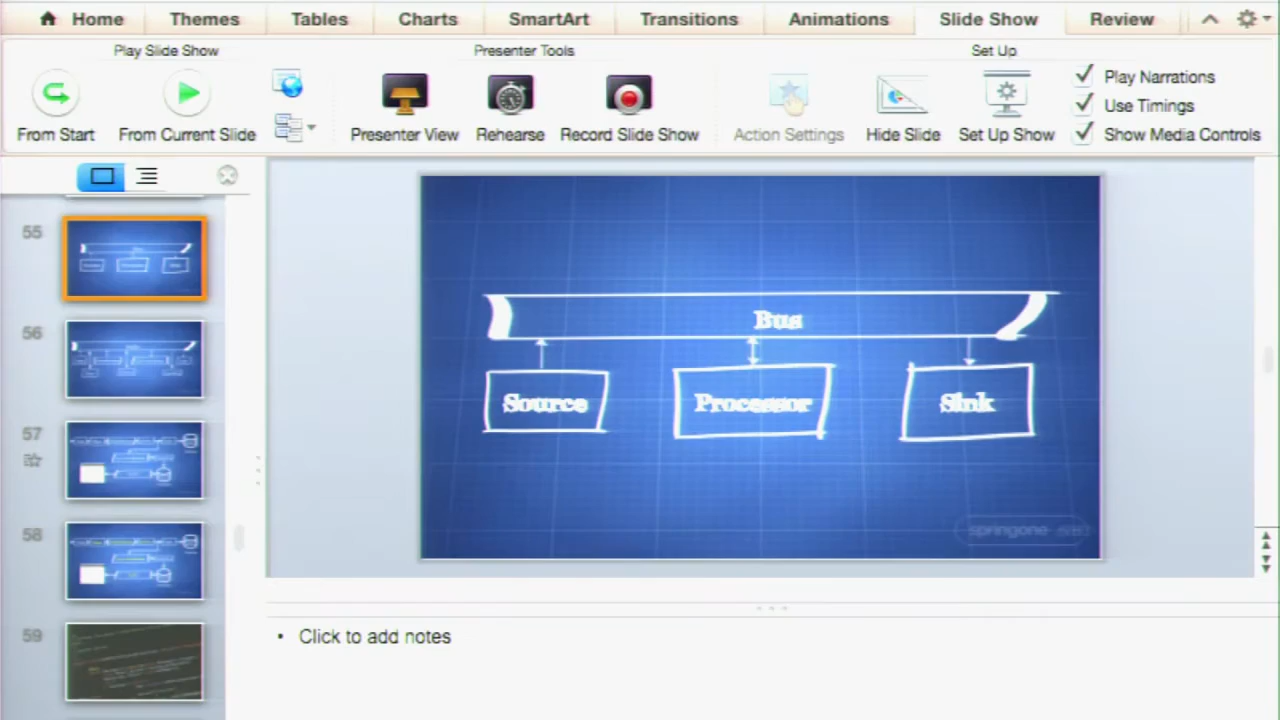 Home Themes Tables Charts SmartArt Transitions Animations Slide Show Review
Play Slide Show Presenter Tools Set Up
From Start From Current Slide Presenter View Rehearse Record Slide Show Action Settings Hide Slide Set Up Show
Play Narrations
Use Timings
Show Media Controls
55
56
57
58
59
Bus
Source Processor Sink
springone
Click to add notes